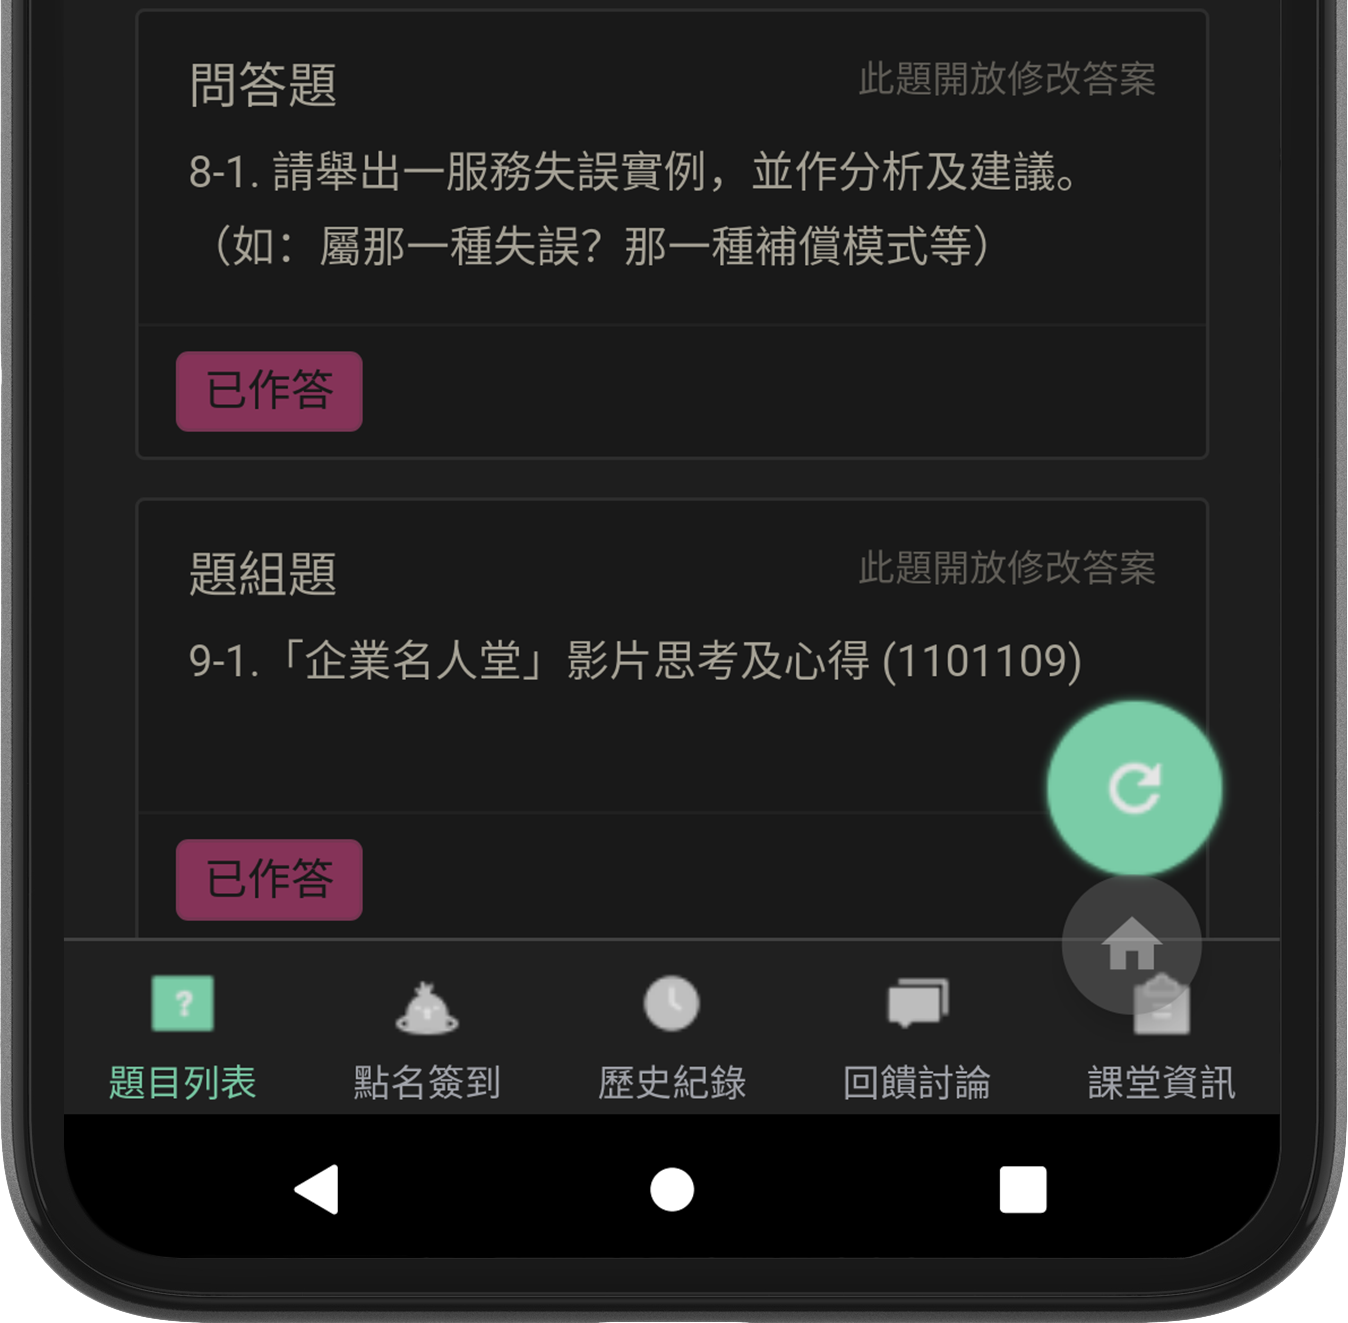 問答題
此題開放修改答案
8-1. 請舉出一服務失誤實例，並作分析及建議。
（如：屬那一種失誤？那一種補償模式等）
已作答
題組題
此題開放修改答案
9-1.「企業名人堂」影片思考及心得 (1101109)
已作答
?
題目列表
點名簽到
歷史紀錄
回饋討論
課堂資訊